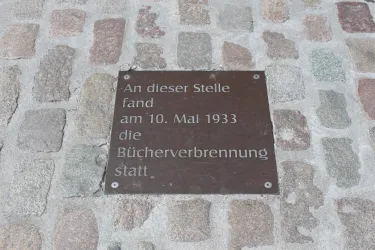 An dieser Stelle
fand
am 10. Mai 1933
die
Bücherverbrennung
statt.